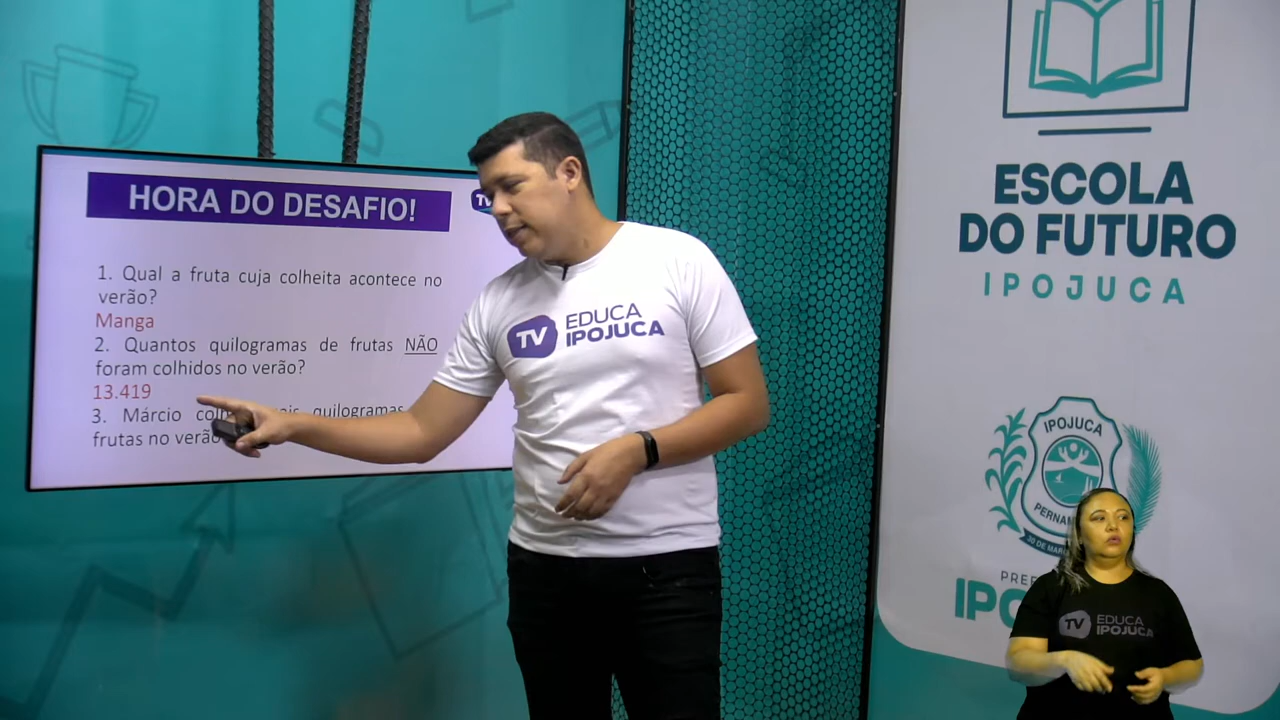 HORA DO DESAFIO!
1. Qual a fruta cuja colheita acontece no
verão?
Manga
2. Quantos quilogramas de frutas NÃO
foram colhidos no verão?
13.419
3. Márcio quilogramas
frutas no verão
TV
EDUCA
IPOJUCA
ESCOLA
DO FUTURO
IPOJUCA
IPOJUCA
TV EDUCA
IPOJUCA